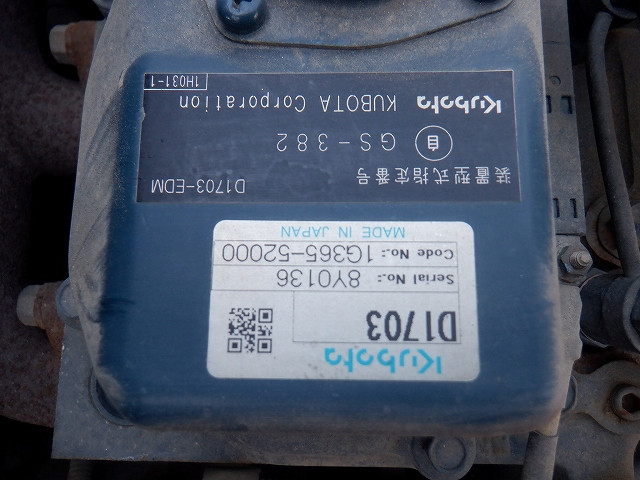 Kubota
D1703
Serial No.: 8Y0136
Code No.: 1G365-52000
MADE IN JAPAN
装置型式指定番号 D1703-EDM
自 GS-382
Kubota KUBOTA Corporation
1H031-1